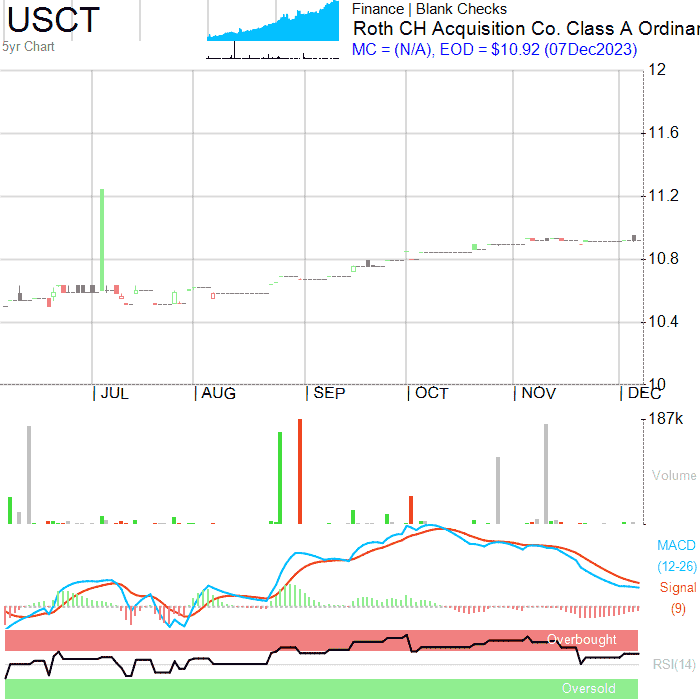 USCT
5yr Chart
Finance | Blank Checks
Roth CH Acquisition Co. Class A Ordinar
MC = (N/A), EOD = $10.92 (07Dec2023)
12
11.6
11.2
10.8
10.4
10
JUL AUG SEP OCT NOV DEC
187k
Volume
MACD
(12-26)
Signal
(9)
Overbought
RSI(14)
Oversold